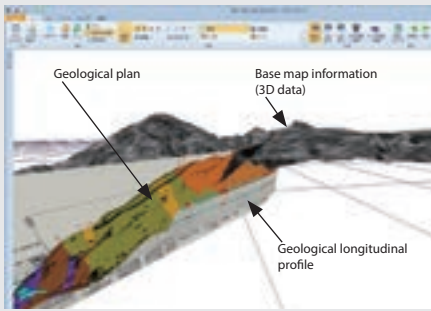 Geological plan
Base map information
(3D data)
Geological longitudinal
profile